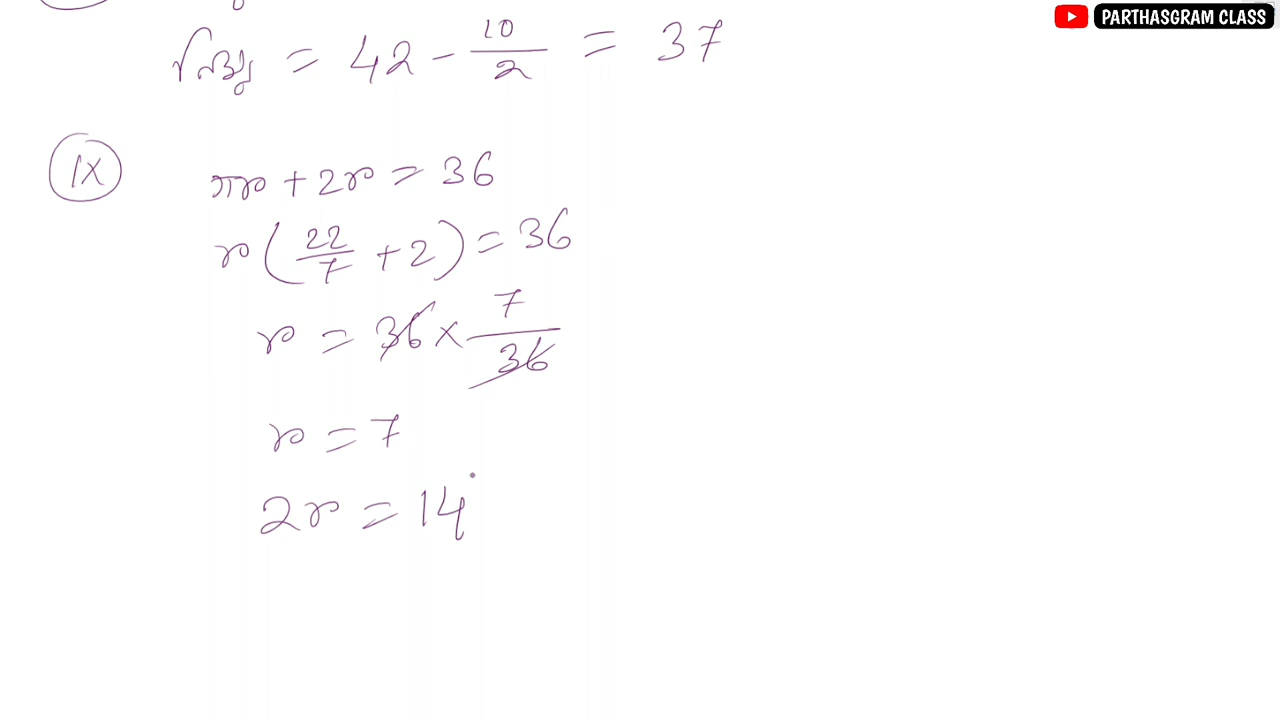 PARTHASGRAM CLASS
= 42 - 10/2 = 37
IX
πr + 2r = 36
r ( 22/7 + 2 ) = 36
r = 36 × 7/36
r = 7
2r = 14